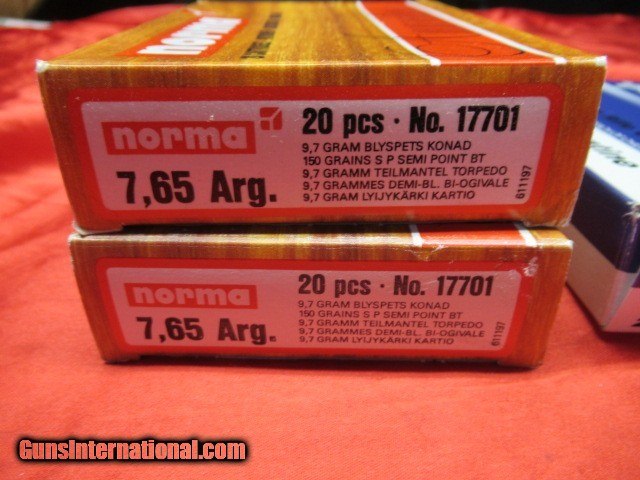 norma
norma
7,65 Arg.
20 pcs · No. 17701
9,7 GRAM BLYSPETS KONAD
150 GRAINS S P SEMI POINT BT
9,7 GRAMM TEILMANTEL TORPEDO
9,7 GRAMMES DEMI-BL. BI-OGIVALE
9,7 GRAM LYIJYKÄRKI KARTIO
611197
norma
7,65 Arg.
20 pcs · No. 17701
9,7 GRAM BLYSPETS KONAD
150 GRAINS S P SEMI POINT BT
9,7 GRAMM TEILMANTEL TORPEDO
9,7 GRAMMES DEMI-BL. BI-OGIVALE
9,7 GRAM LYIJYKÄRKI KARTIO
611197
GunsInternational.com